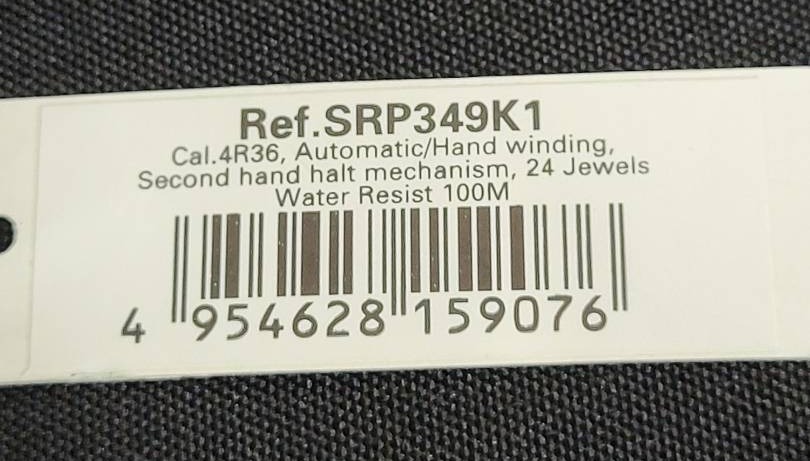 Ref.SRP349K1
Cal.4R36, Automatic/Hand winding,
Second hand halt mechanism, 24 Jewels
Water Resist 100M
4 954628 159076